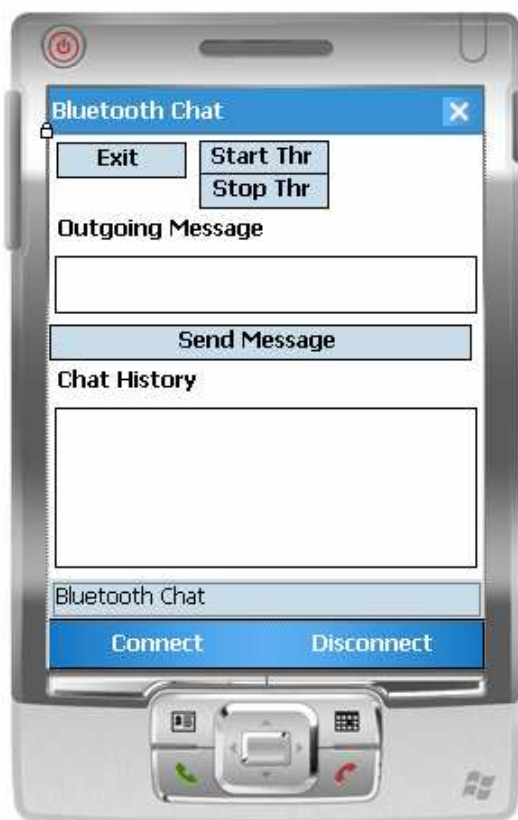 Bluetooth Chat
Exit
Start Thr
Stop Thr
Outgoing Message
Send Message
Chat History
Bluetooth Chat
Connect Disconnect